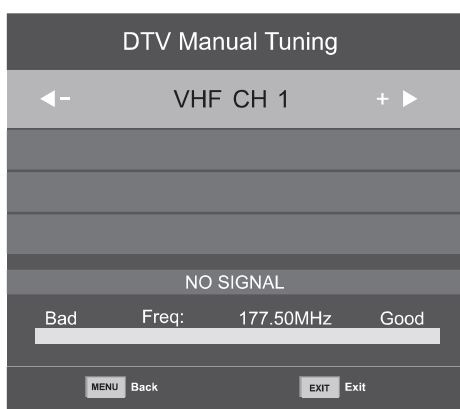 DTV Manual Tuning
- VHF CH 1 +
NO SIGNAL
Bad Freq: 177.50MHz Good
MENU Back EXIT Exit